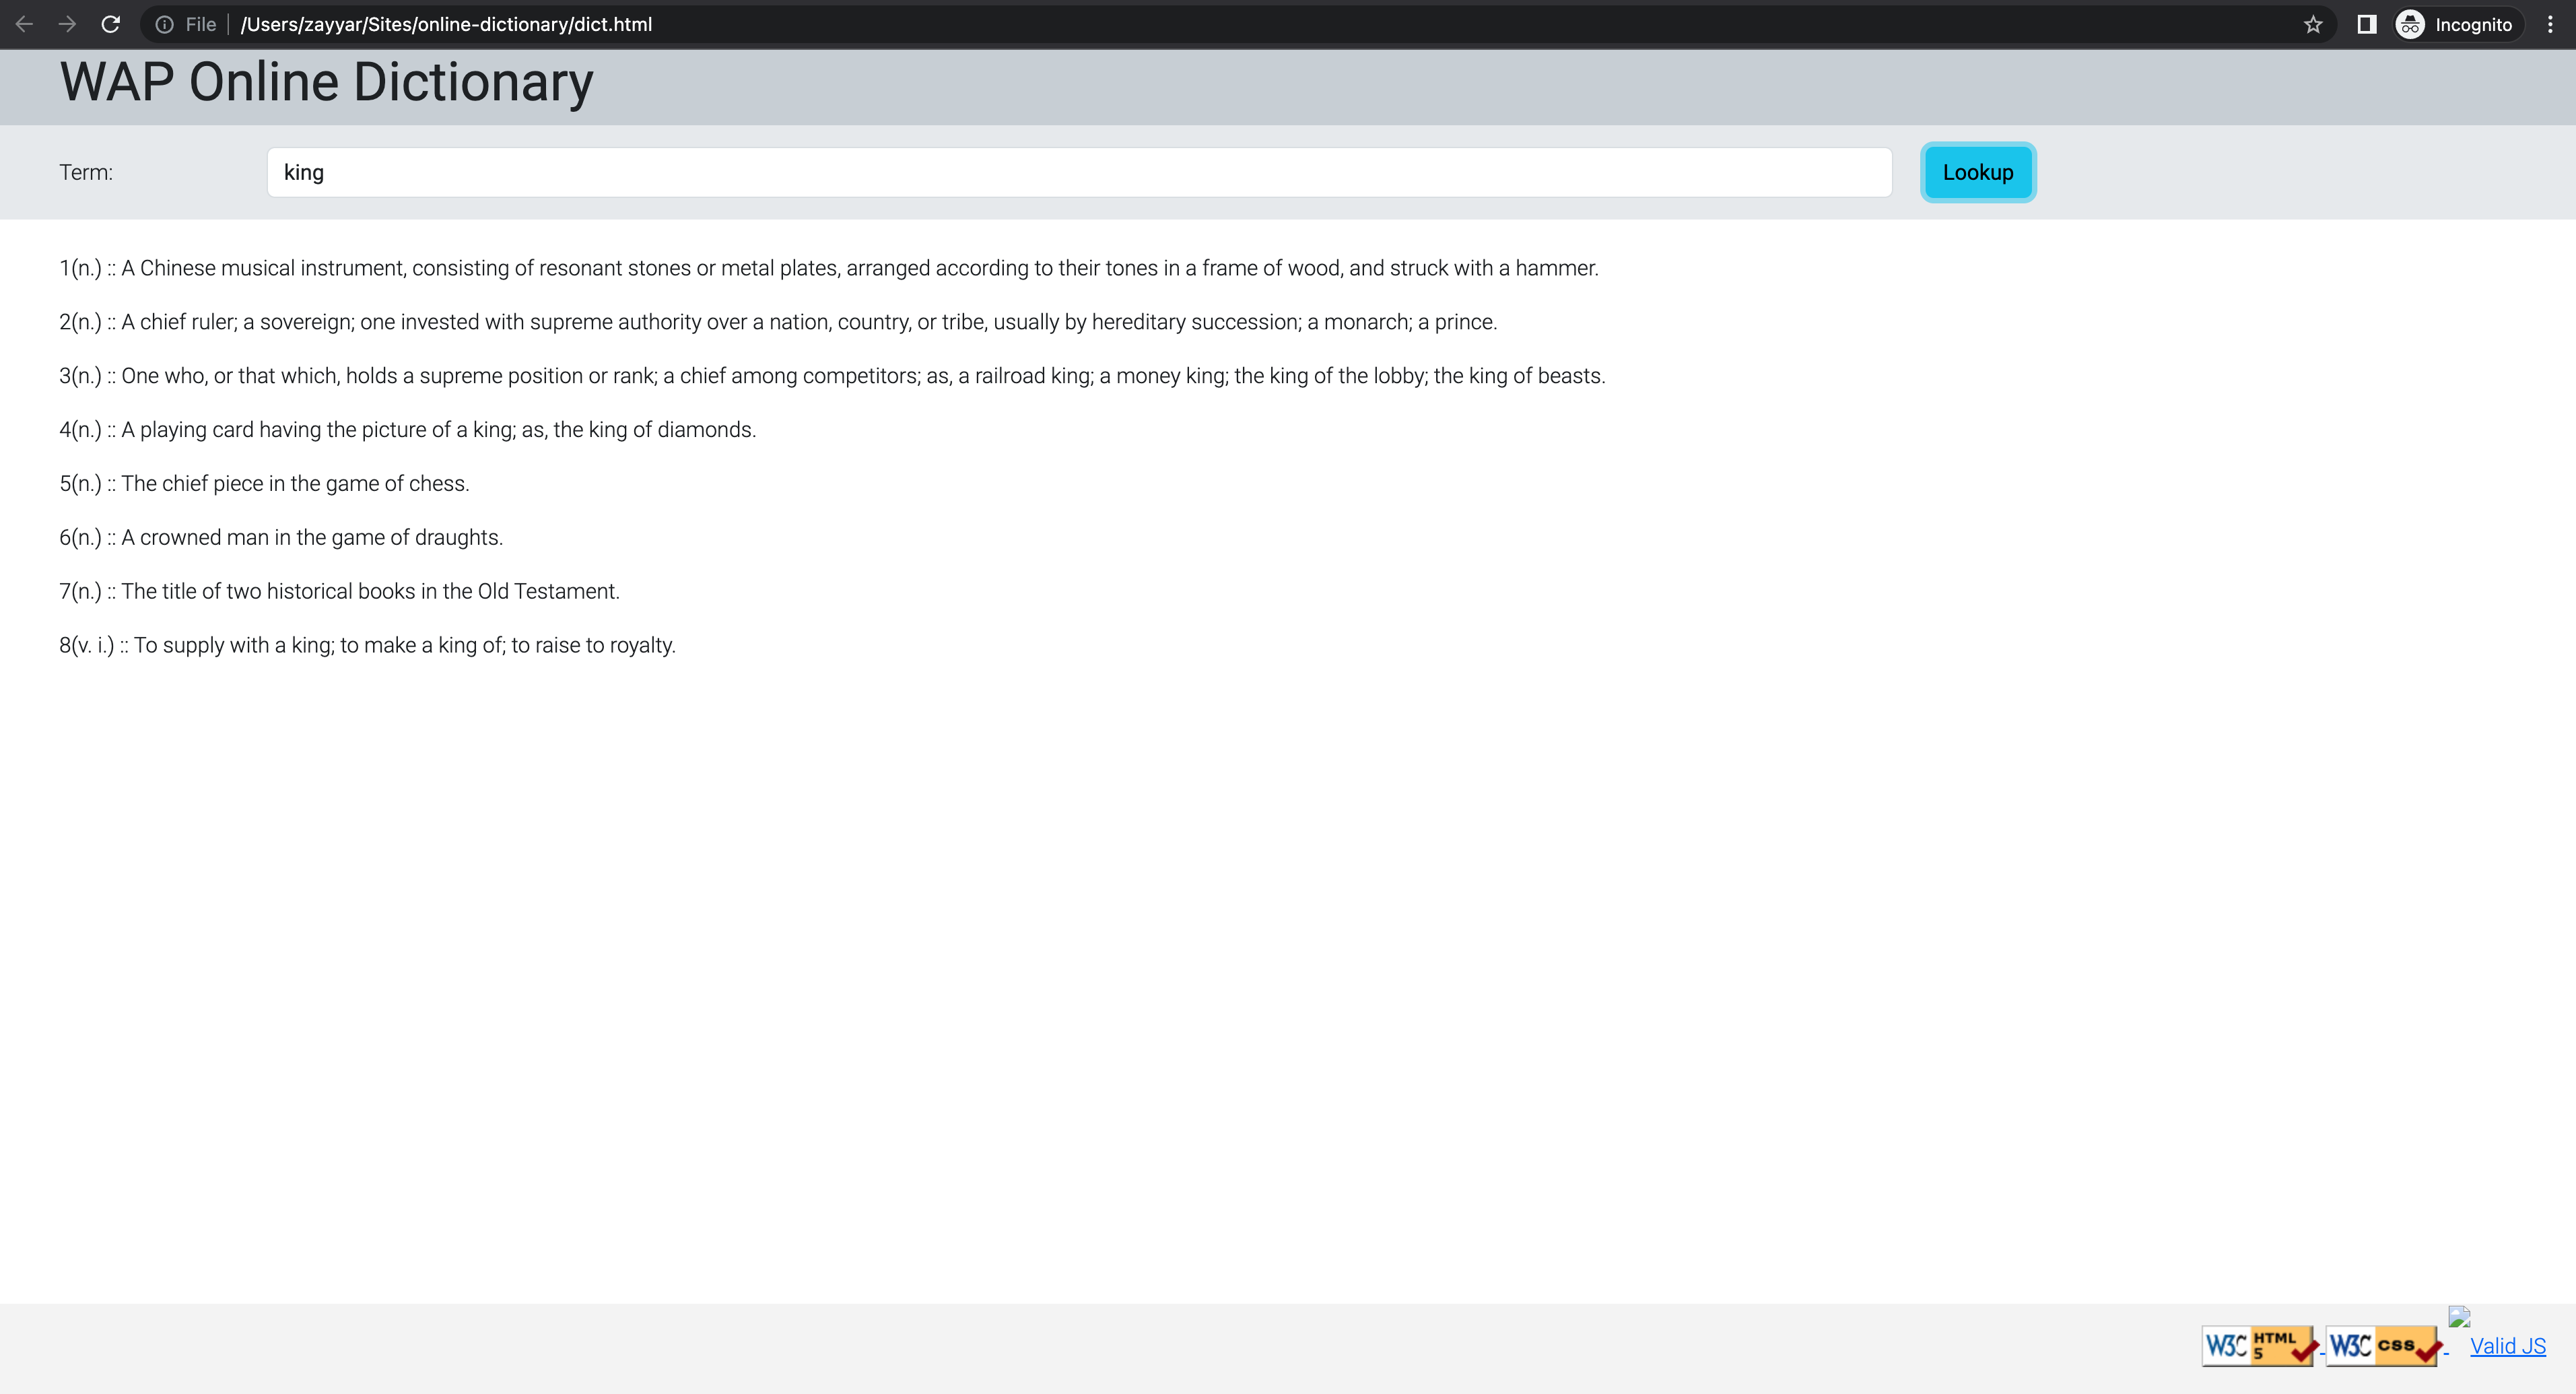 File /Users/zayyar/Sites/online-dictionary/dict.html Incognito
WAP Online Dictionary
Term: king Lookup
1(n.) :: A Chinese musical instrument, consisting of resonant stones or metal plates, arranged according to their tones in a frame of wood, and struck with a hammer.
2(n.) :: A chief ruler; a sovereign; one invested with supreme authority over a nation, country, or tribe, usually by hereditary succession; a monarch; a prince.
3(n.) :: One who, or that which, holds a supreme position or rank; a chief among competitors; as, a railroad king; a money king; the king of the lobby; the king of beasts.
4(n.) :: A playing card having the picture of a king; as, the king of diamonds.
5(n.) :: The chief piece in the game of chess.
6(n.) :: A crowned man in the game of draughts.
7(n.) :: The title of two historical books in the Old Testament.
8(v. i.) :: To supply with a king; to make a king of; to raise to royalty.
W3C HTML 5 W3C CSS Valid JS